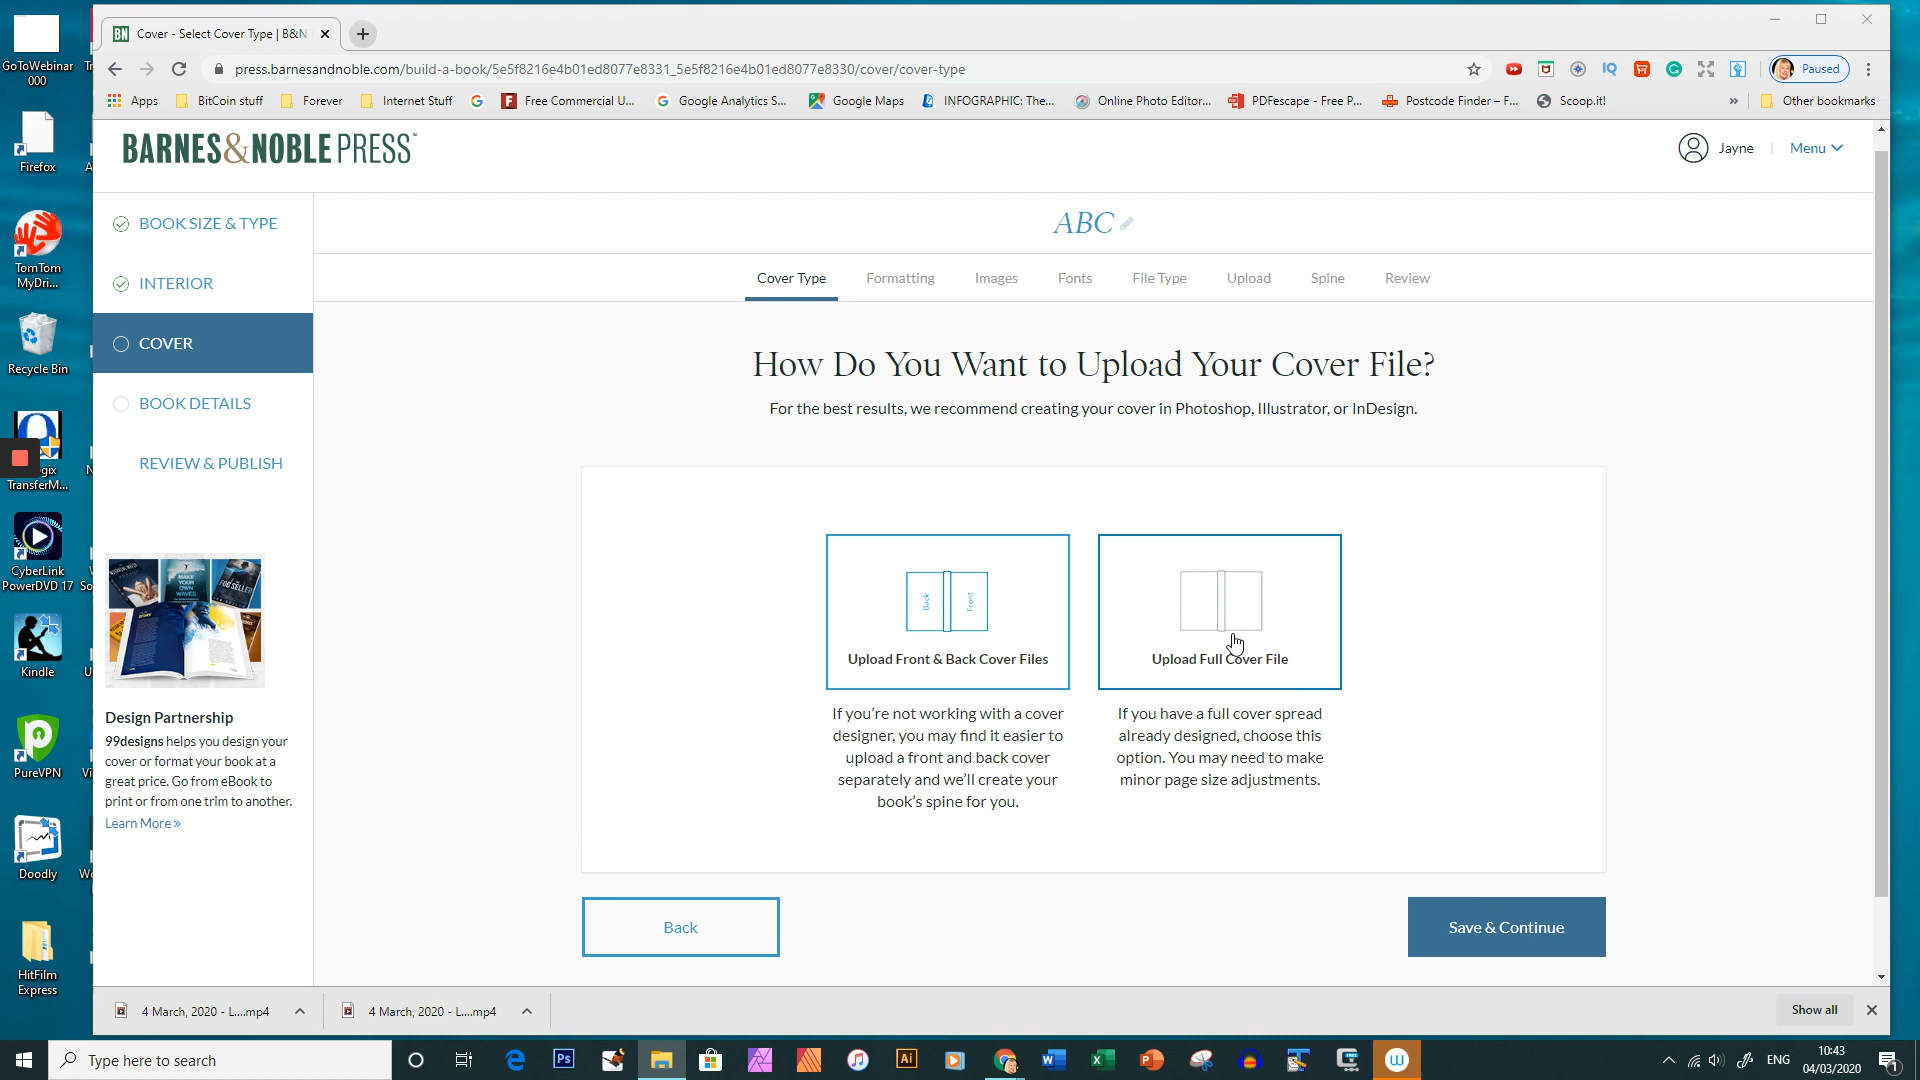 GoToWebinar
000
Firefox
TomTom
MyDri...
Recycle Bin
TransferM...
CyberLink
PowerDVD 17
Kindle
PureVPN
Doodly
HitFilm
Express
Cover - Select Cover Type | B&N
press.barnesandnoble.com/build-a-book/5e5f8216e4b01ed8077e8331_5e5f8216e4b01ed8077e8330/cover/cover-type
Paused
Apps
BitCoin stuff
Forever
Internet Stuff
Free Commercial U...
Google Analytics S...
Google Maps
INFOGRAPHIC: The...
Online Photo Editor...
PDFescape - Free P...
Postcode Finder – F...
Scoop.it!
»
Other bookmarks
BARNES&NOBLE PRESS™
Jayne
Menu
BOOK SIZE & TYPE
INTERIOR
COVER
BOOK DETAILS
REVIEW & PUBLISH
MAKE
YOUR
OWN
WAVES
FOG SELLER
Design Partnership
99designs helps you design your
cover or format your book at a
great price. Go from eBook to
print or from one trim to another.
Learn More »
ABC
Cover Type
Formatting
Images
Fonts
File Type
Upload
Spine
Review
How Do You Want to Upload Your Cover File?
For the best results, we recommend creating your cover in Photoshop, Illustrator, or InDesign.
Back
Front
Upload Front & Back Cover Files
If you're not working with a cover
designer, you may find it easier to
upload a front and back cover
separately and we'll create your
book's spine for you.
Upload Full Cover File
If you have a full cover spread
already designed, choose this
option. You may need to make
minor page size adjustments.
Back
Save & Continue
4 March, 2020 - L....mp4
4 March, 2020 - L....mp4
Show all
Type here to search
Ps
Ai
ENG
10:43
04/03/2020
1